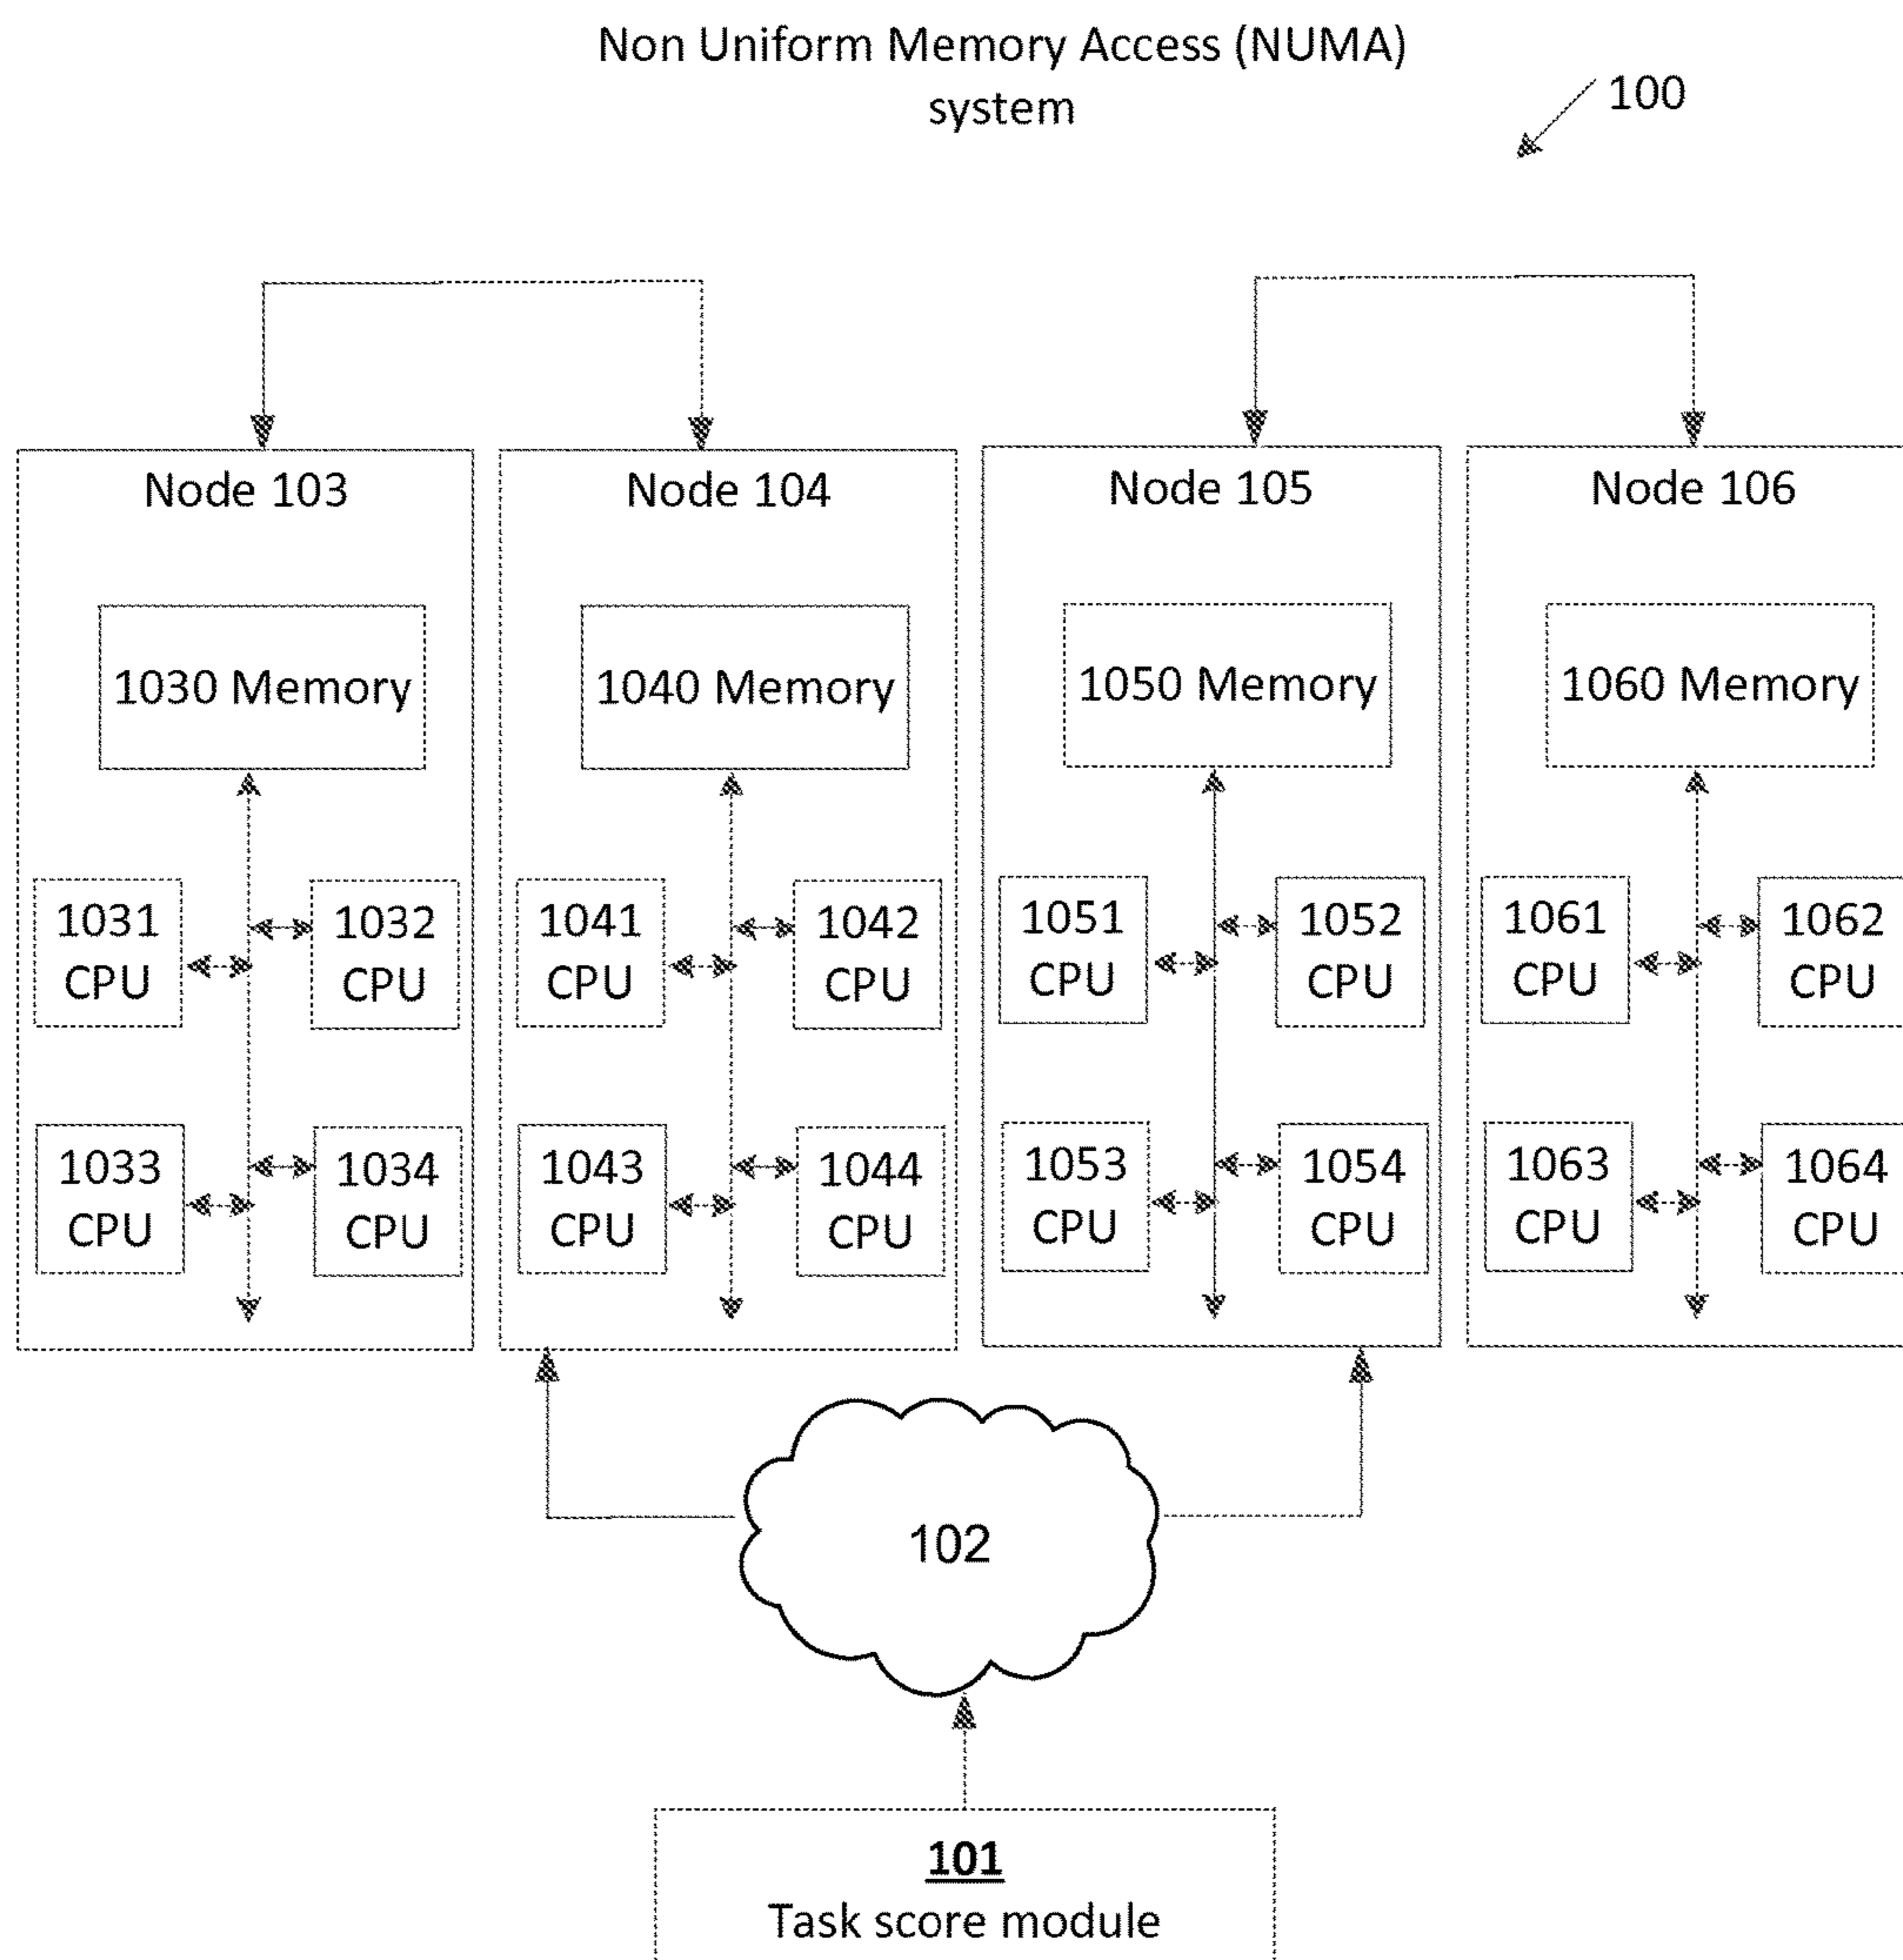 Non Uniform Memory Access (NUMA)
system
100
Node 103
Node 104
Node 105
Node 106
1030 Memory
1040 Memory
1050 Memory
1060 Memory
1031
CPU
1032
CPU
1041
CPU
1042
CPU
1051
CPU
1052
CPU
1061
CPU
1062
CPU
1033
CPU
1034
CPU
1043
CPU
1044
CPU
1053
CPU
1054
CPU
1063
CPU
1064
CPU
102
101
Task score module